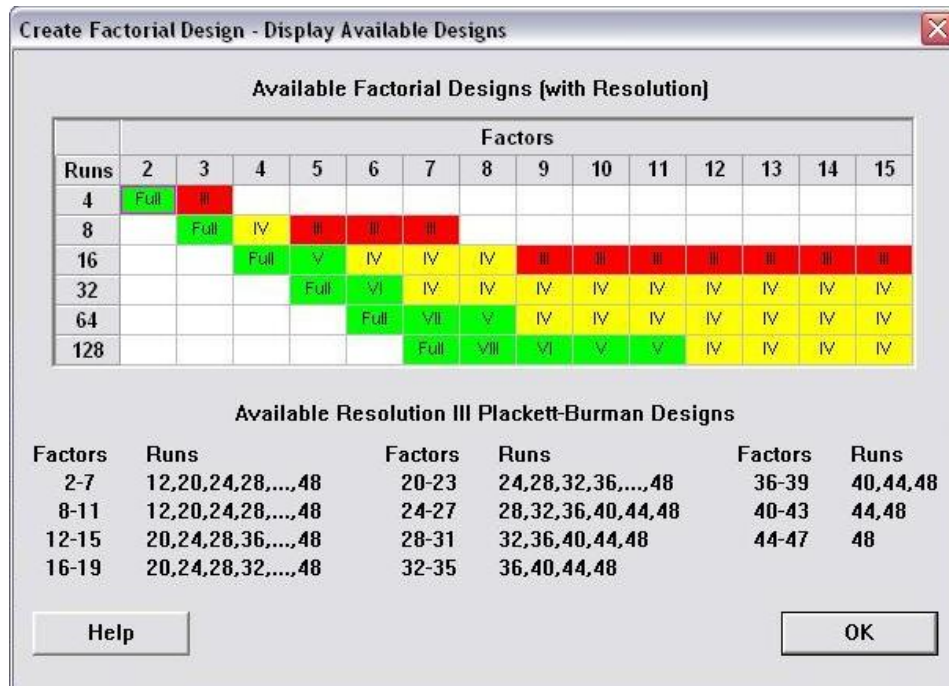 Create Factorial Design - Display Available Designs
Available Factorial Designs (with Resolution)
Factors
Runs 2 3 4 5 6 7 8 9 10 11 12 13 14 15
4 Full III
8 Full IV III III III
16 Full V IV IV IV III III III III III III III
32 Full VI IV IV IV IV IV IV IV IV IV
64 Full VII V IV IV IV IV IV IV IV
128 Full VIII VI V V IV IV IV IV
Available Resolution III Plackett-Burman Designs
Factors Runs Factors Runs Factors Runs
2-7 12,20,24,28,...,48 20-23 24,28,32,36,...,48 36-39 40,44,48
8-11 12,20,24,28,...,48 24-27 28,32,36,40,44,48 40-43 44,48
12-15 20,24,28,36,...,48 28-31 32,36,40,44,48 44-47 48
16-19 20,24,28,32,...,48 32-35 36,40,44,48
Help OK